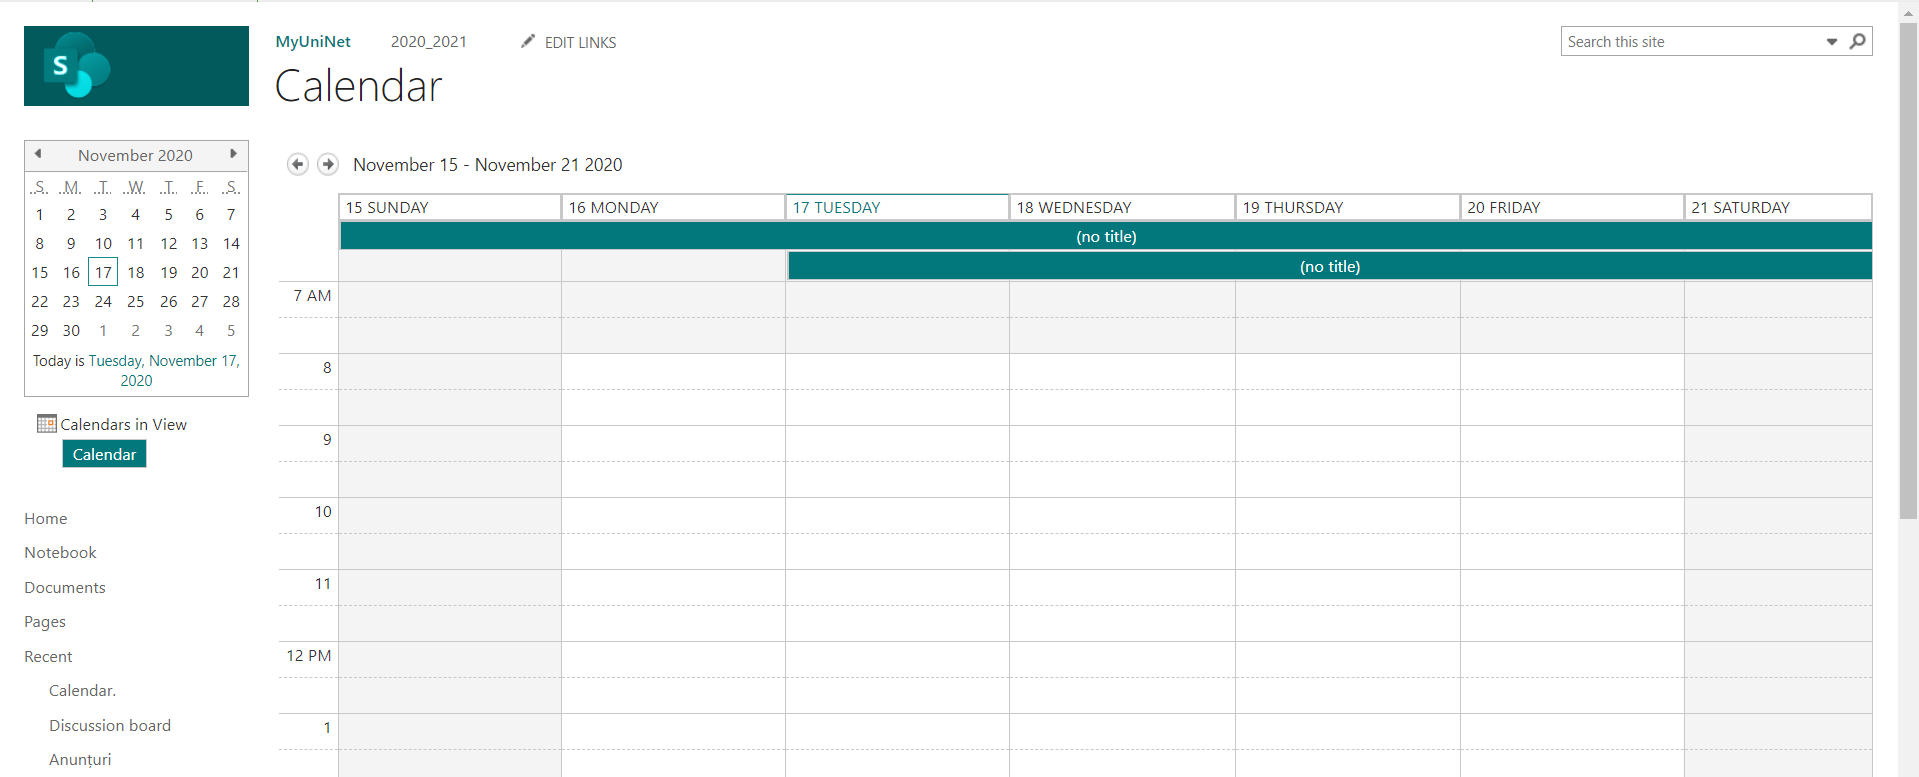 S
MyUniNet 2020_2021 EDIT LINKS
Search this site
Calendar
November 2020
S M T W T F S
1 2 3 4 5 6 7
8 9 10 11 12 13 14
15 16 17 18 19 20 21
22 23 24 25 26 27 28
29 30 1 2 3 4 5
Today is Tuesday, November 17,
2020
Calendars in View
Calendar
Home
Notebook
Documents
Pages
Recent
Calendar.
Discussion board
Anunțuri
November 15 - November 21 2020
15 SUNDAY 16 MONDAY 17 TUESDAY 18 WEDNESDAY 19 THURSDAY 20 FRIDAY 21 SATURDAY
(no title)
(no title)
7 AM
8
9
10
11
12 PM
1